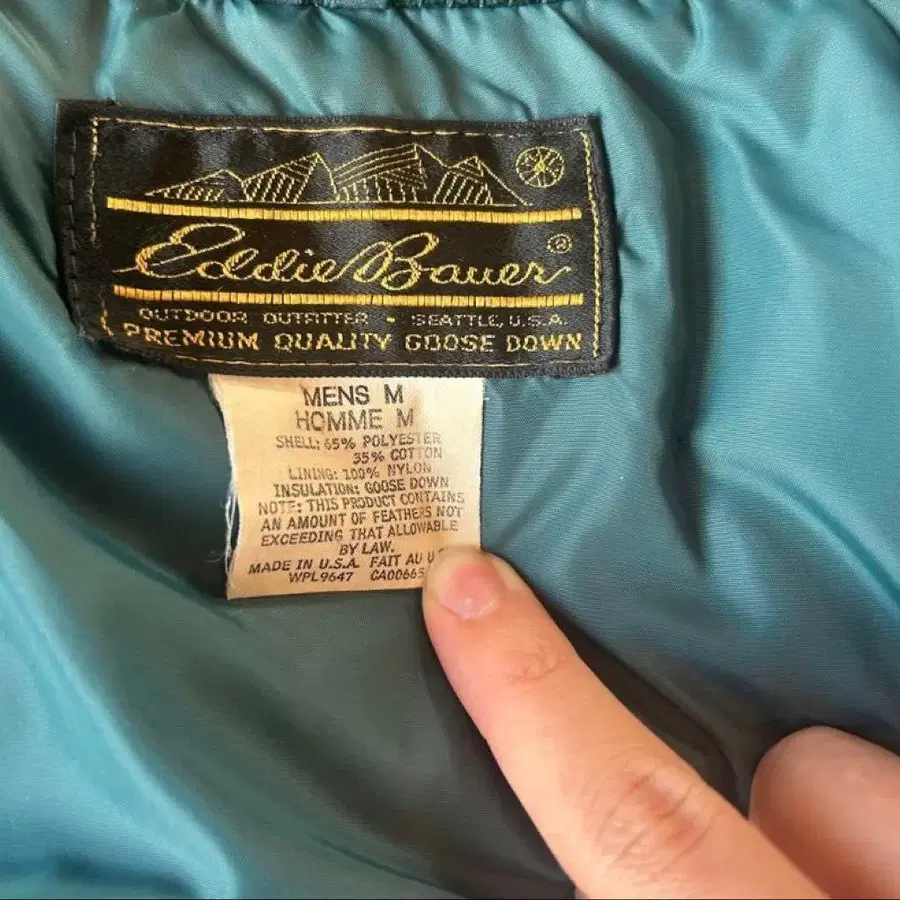 Eddie Bauer®
OUTDOOR OUTFITTER • SEATTLE, U.S.A.
PREMIUM QUALITY GOOSE DOWN
MENS M
HOMME M
SHELL: 65% POLYESTER
35% COTTON
LINING: 100% NYLON
INSULATION: GOOSE DOWN
NOTE: THIS PRODUCT CONTAINS
AN AMOUNT OF FEATHERS NOT
EXCEEDING THAT ALLOWABLE
BY LAW.
MADE IN U.S.A. FAIT AU
WPL9647